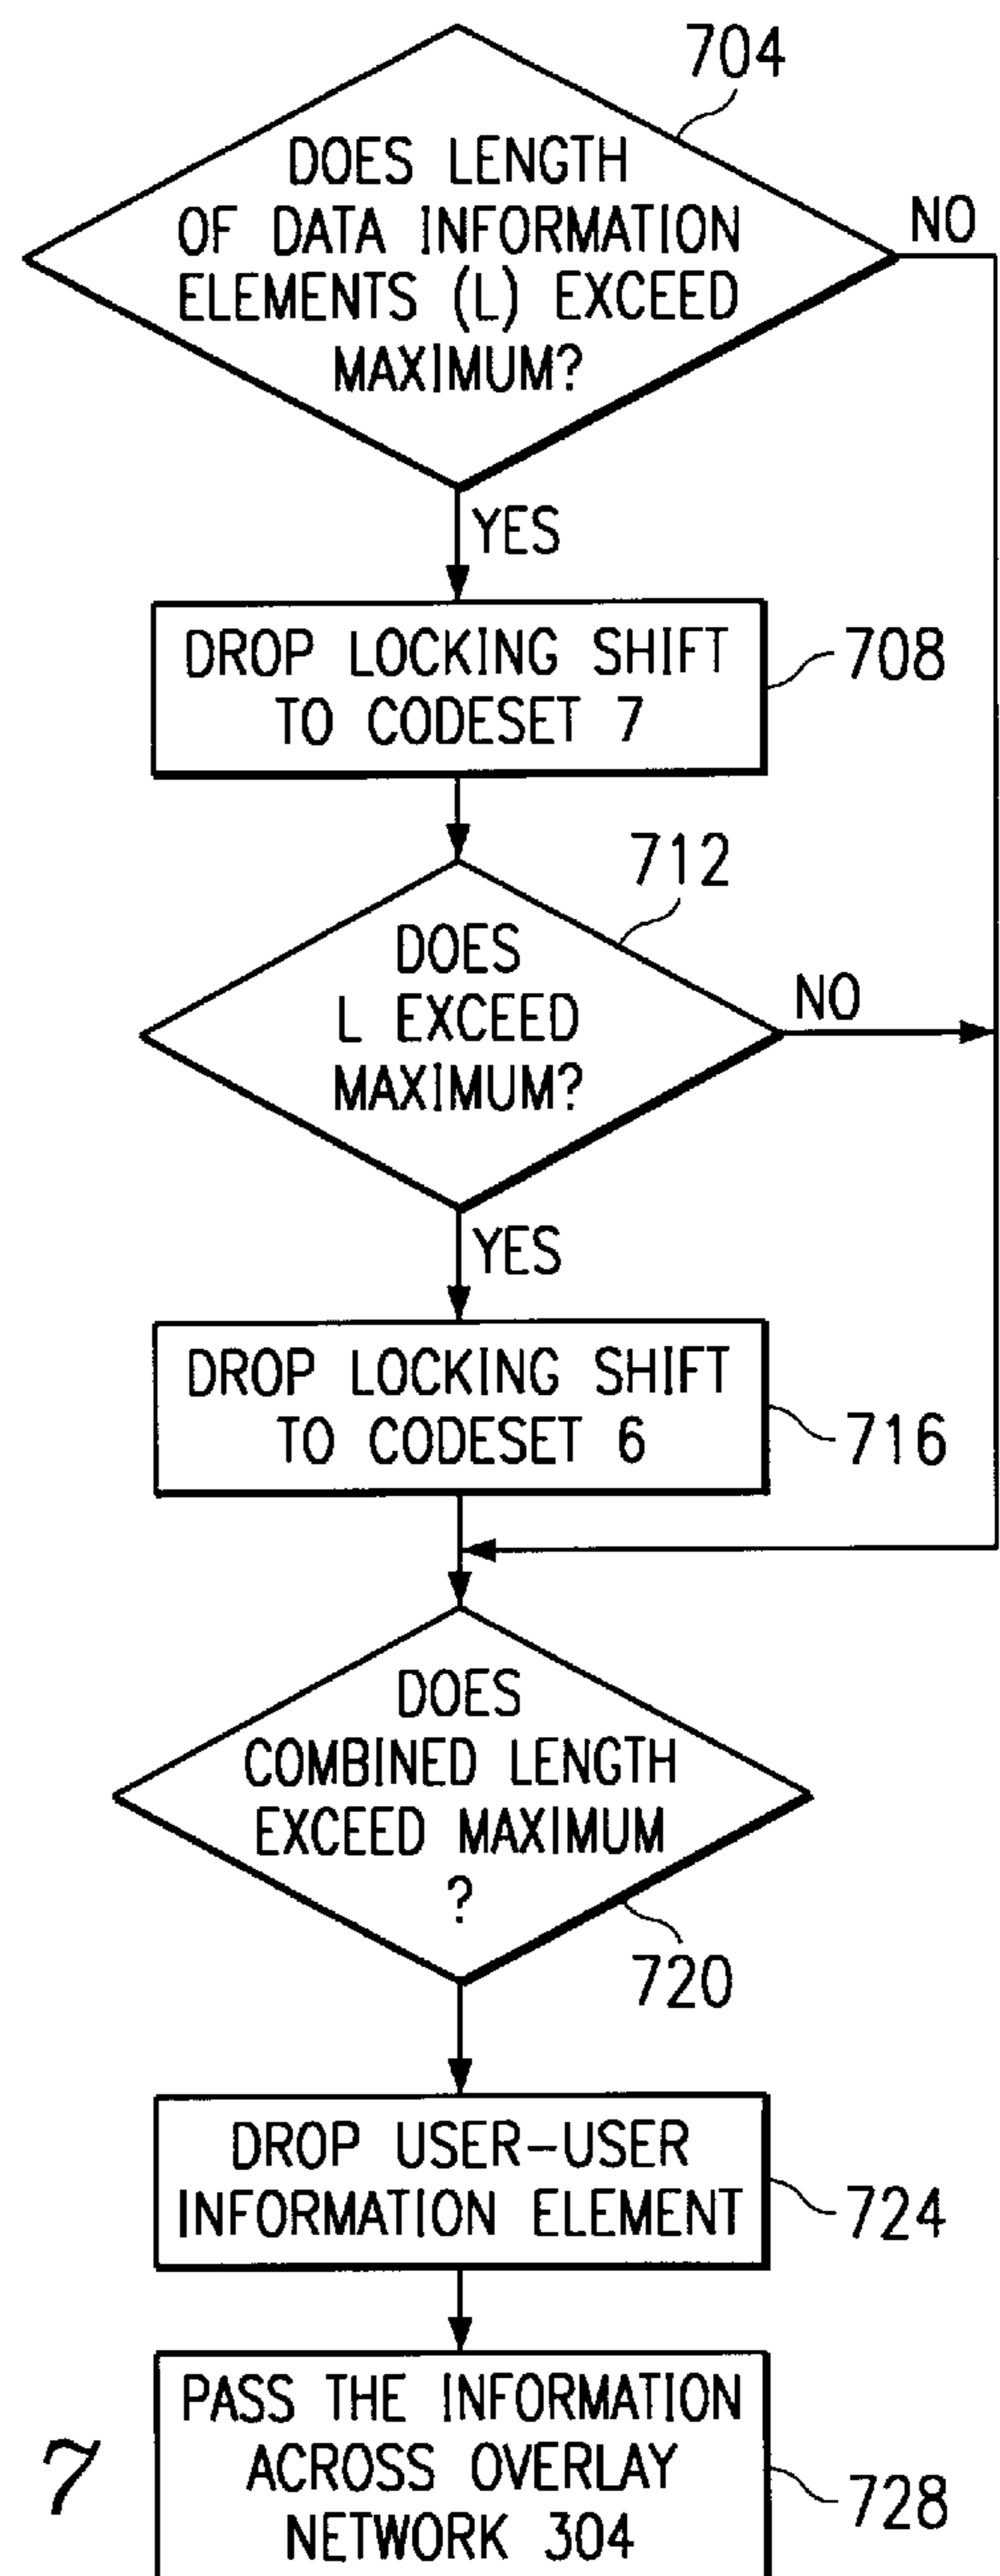 704
DOES LENGTH
OF DATA INFORMATION
ELEMENTS (L) EXCEED
MAXIMUM?
NO
YES
DROP LOCKING SHIFT
TO CODESET 7
708
712
DOES
L EXCEED
MAXIMUM?
NO
YES
DROP LOCKING SHIFT
TO CODESET 6
716
DOES
COMBINED LENGTH
EXCEED MAXIMUM
?
720
DROP USER-USER
INFORMATION ELEMENT
724
PASS THE INFORMATION
ACROSS OVERLAY
NETWORK 304
728
7